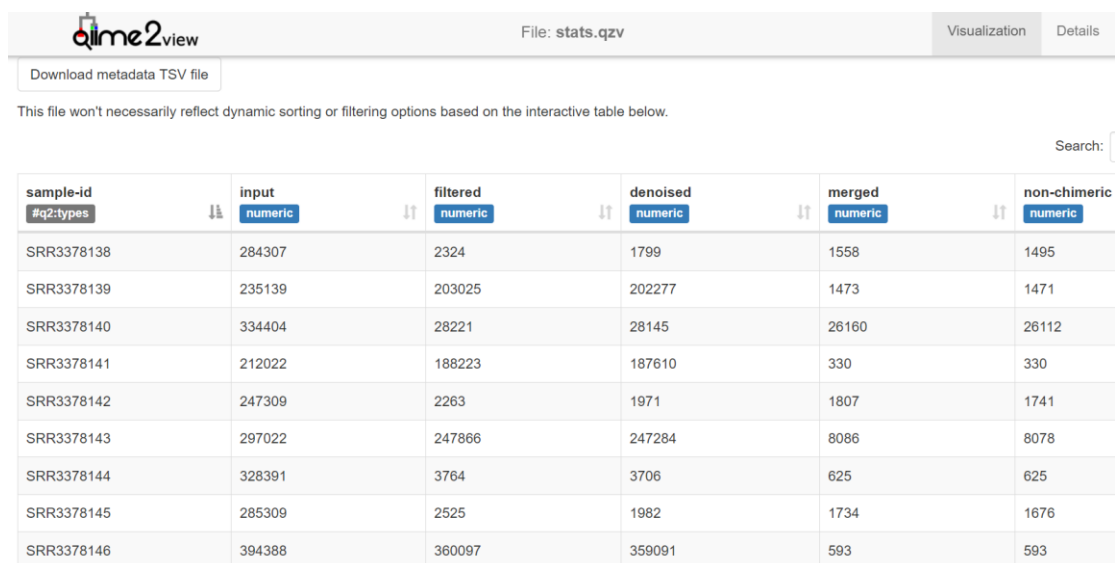 qiime2view File: stats.qzv Visualization Details
Download metadata TSV file
This file won't necessarily reflect dynamic sorting or filtering options based on the interactive table below.
Search:
sample-id input filtered denoised merged non-chimeric
#q2:types numeric numeric numeric numeric numeric
SRR3378138 284307 2324 1799 1558 1495
SRR3378139 235139 203025 202277 1473 1471
SRR3378140 334404 28221 28145 26160 26112
SRR3378141 212022 188223 187610 330 330
SRR3378142 247309 2263 1971 1807 1741
SRR3378143 297022 247866 247284 8086 8078
SRR3378144 328391 3764 3706 625 625
SRR3378145 285309 2525 1982 1734 1676
SRR3378146 394388 360097 359091 593 593